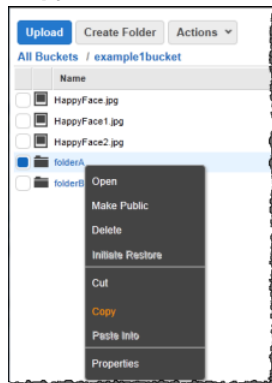 Upload Create Folder Actions
All Buckets / example1bucket
Name
HappyFace.jpg
HappyFace1.jpg
HappyFace2.jpg
folderA
folderB
Open
Make Public
Delete
Initiate Restore
Cut
Copy
Paste Into
Properties